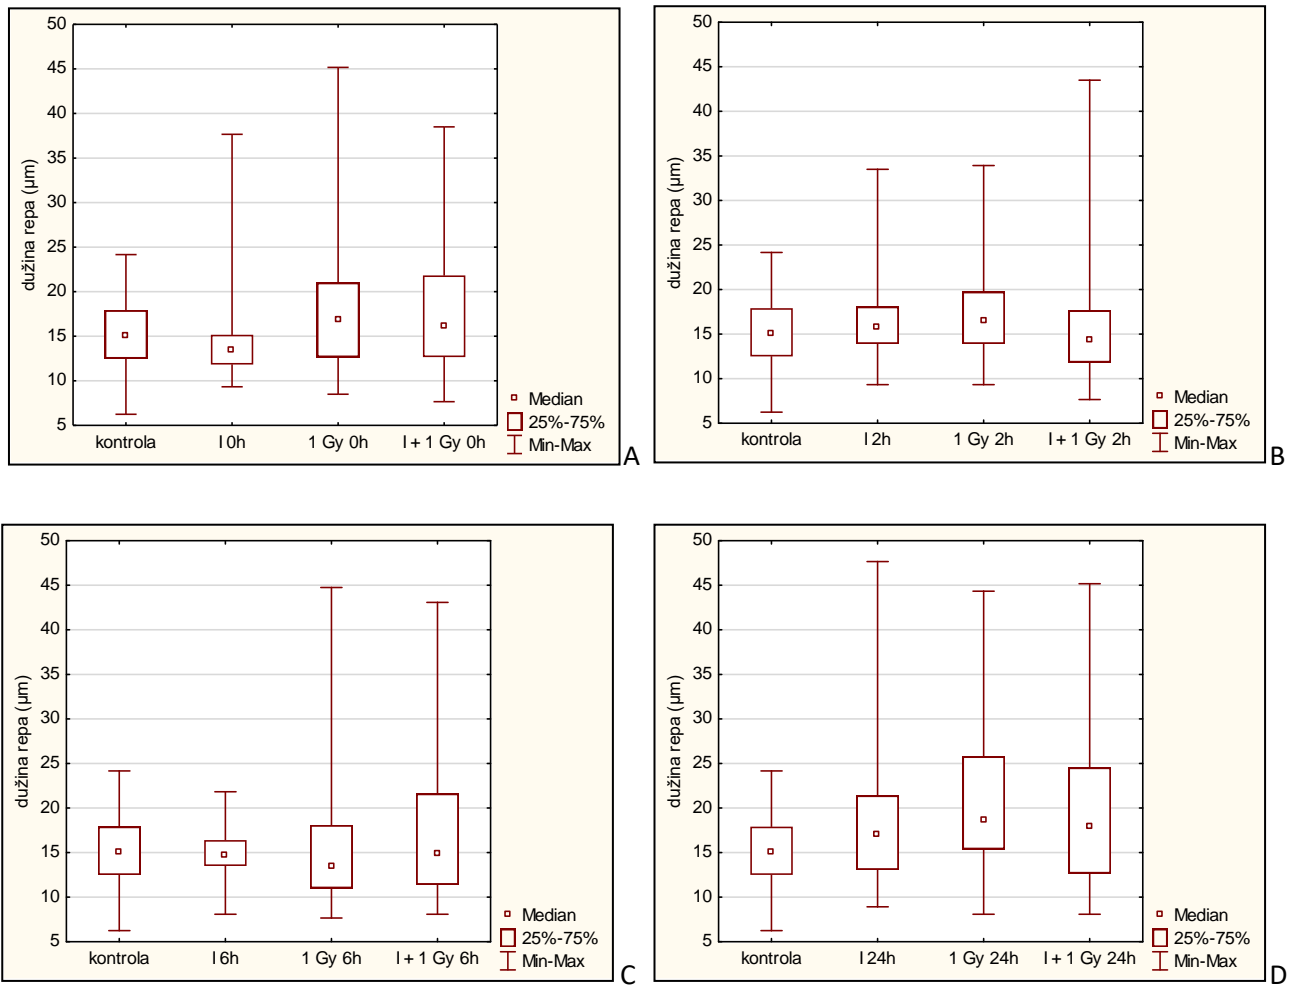 50
45
40
35
30
25
20
15
10
5
dužina repa (µm)
kontrola I 0h 1 Gy 0h I + 1 Gy 0h
Median
25%-75%
Min-Max
A
50
45
40
35
30
25
20
15
10
5
dužina repa (µm)
kontrola I 2h 1 Gy 2h I + 1 Gy 2h
Median
25%-75%
Min-Max
B
50
45
40
35
30
25
20
15
10
5
dužina repa (µm)
kontrola I 6h 1 Gy 6h I + 1 Gy 6h
Median
25%-75%
Min-Max
C
50
45
40
35
30
25
20
15
10
5
dužina repa (µm)
kontrola I 24h 1 Gy 24h I + 1 Gy 24h
Median
25%-75%
Min-Max
D